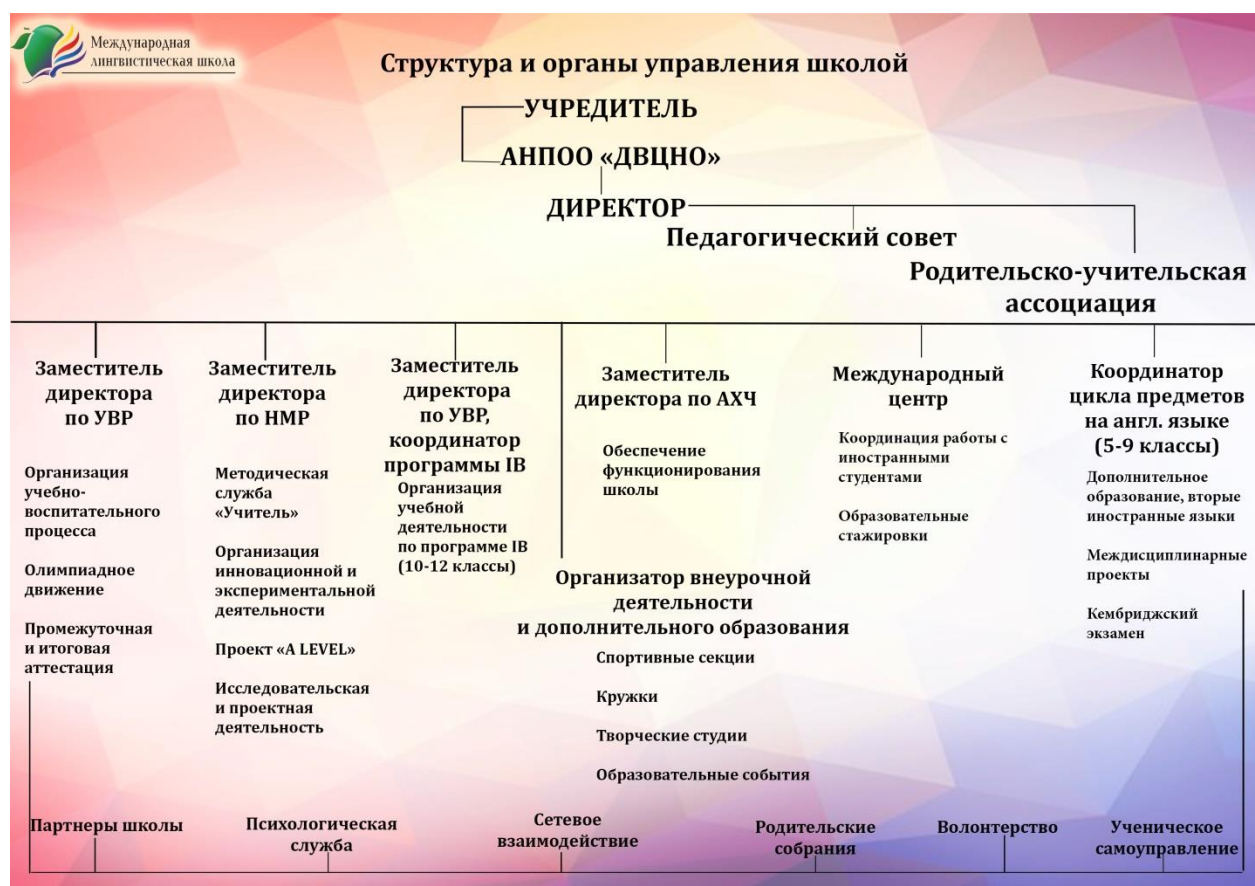 Международная
лингвистическая школа
Структура и органы управления школой
УЧРЕДИТЕЛЬ
АНПОО «ДВЦНО»
ДИРЕКТОР
Педагогический совет
Родительско-учительская
ассоциация
Заместитель
директора
по УВР
Организация
учебно-
воспитательного
процесса
Олимпиадное
движение
Промежуточная
и итоговая
аттестация
Заместитель
директора
по НМР
Методическая
служба
«Учитель»
Организация
инновационной и
экспериментальной
деятельности
Проект «A LEVEL»
Исследовательская
и проектная
деятельность
Заместитель
директора
по УВР,
координатор
программы IB
Организация
учебной
деятельности
по программе IB
(10-12 классы)
Заместитель
директора по АХЧ
Обеспечение
функционирования
школы
Организатор внеурочной
деятельности
и дополнительного образования
Спортивные секции
Кружки
Творческие студии
Образовательные события
Международный
центр
Координация работы с
иностранными
студентами
Образовательные
стажировки
Координатор
цикла предметов
на англ. языке
(5-9 классы)
Дополнительное
образование, вторые
иностранные языки
Междисциплинарные
проекты
Кембриджский
экзамен
Партнеры школы
Психологическая
служба
Сетевое
взаимодействие
Родительские
собрания
Волонтерство
Ученическое
самоуправление